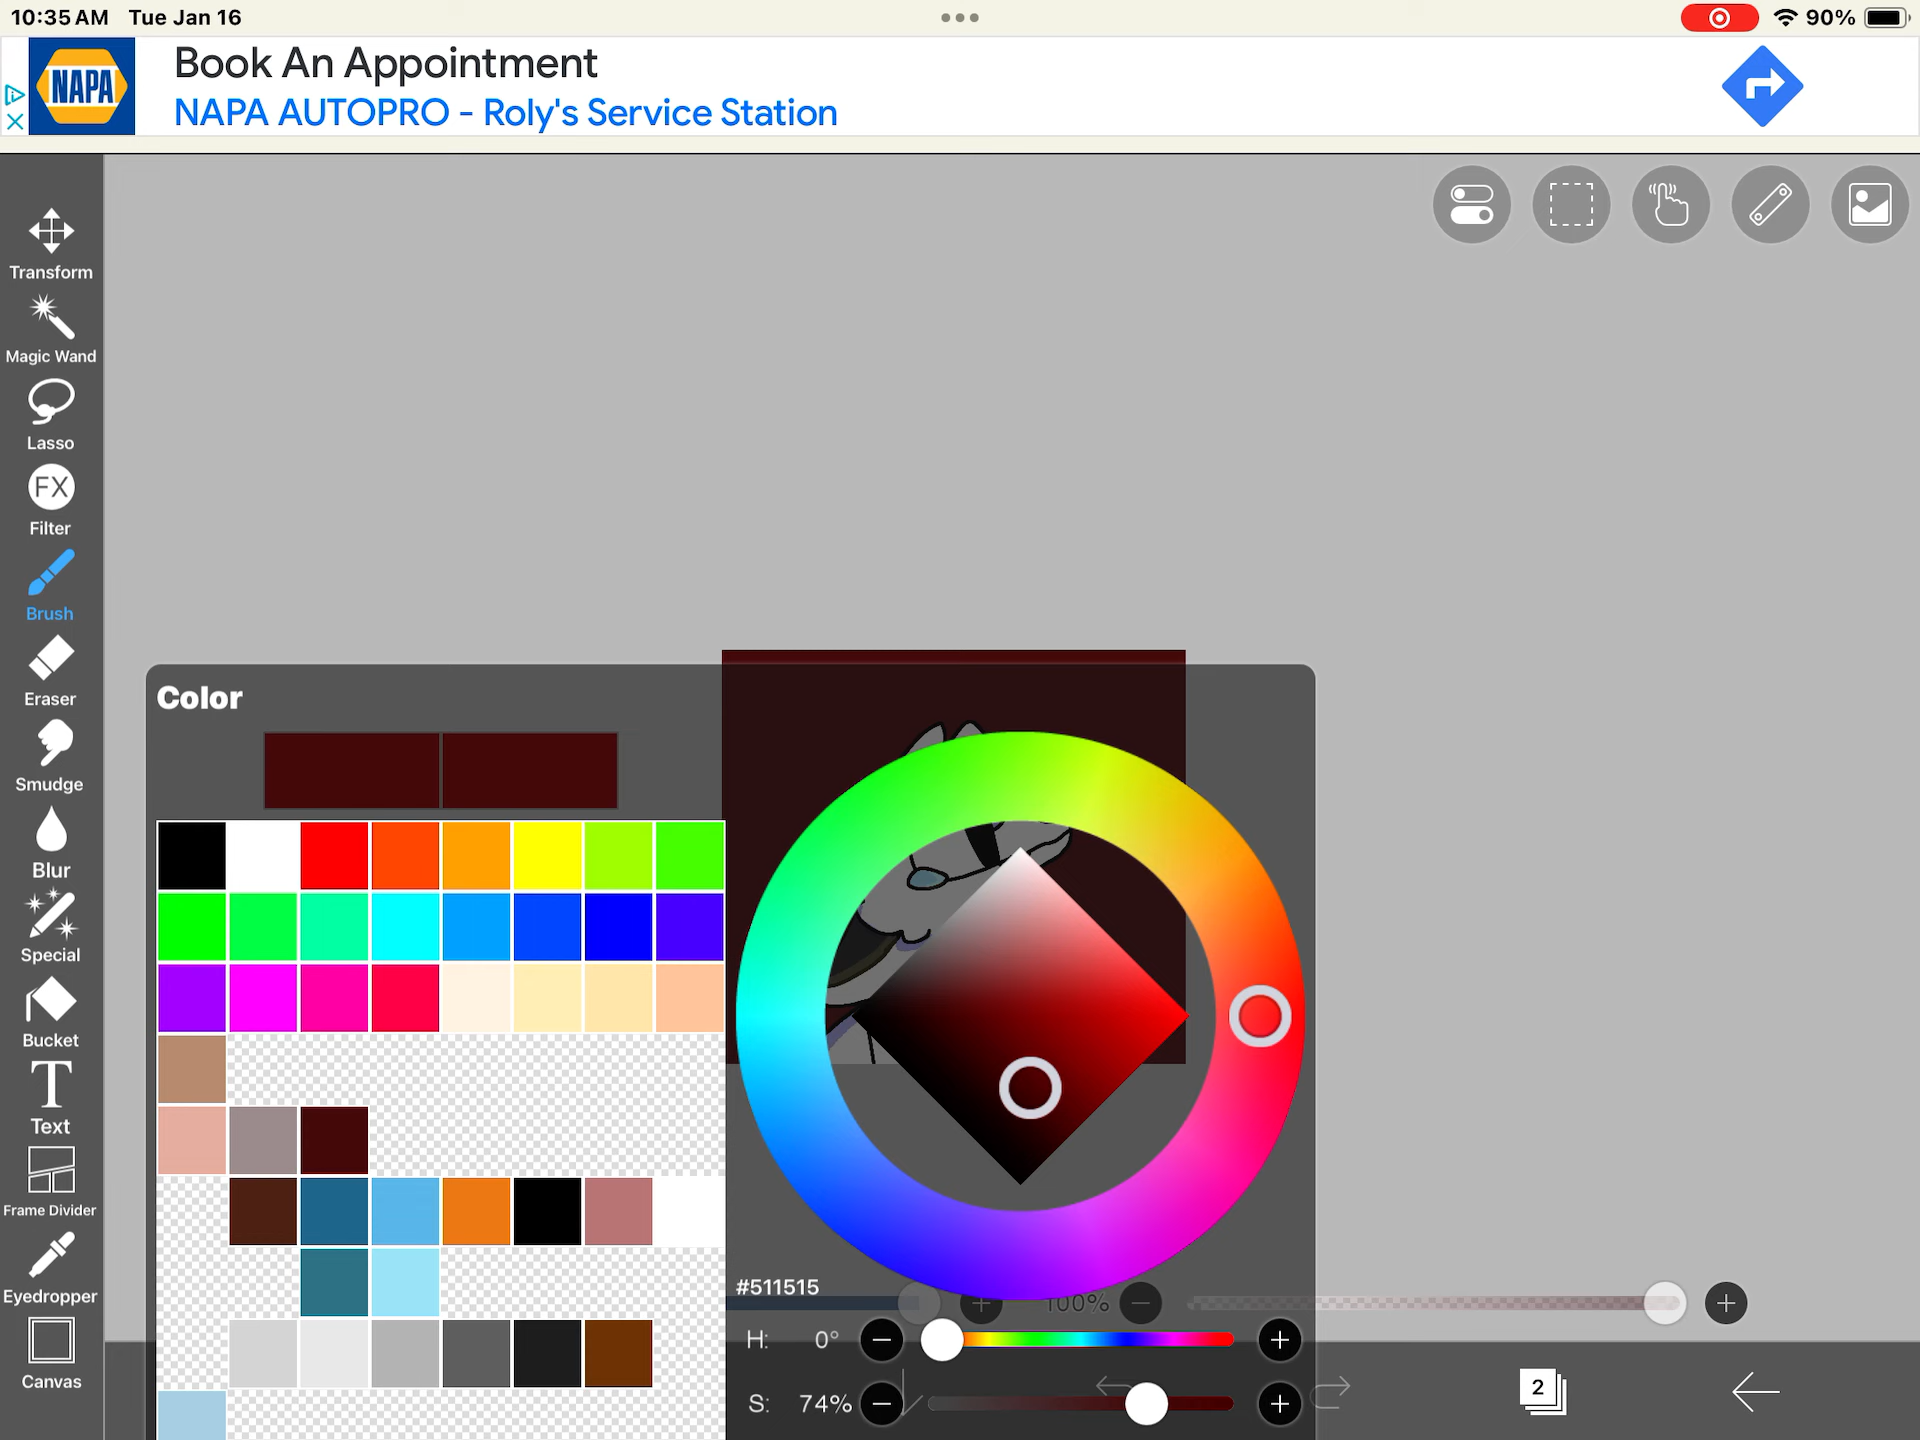 10:35 AM Tue Jan 16
90%
NAPA
Book An Appointment
NAPA AUTOPRO - Roly's Service Station
Transform
Magic Wand
Lasso
FX
Filter
Brush
Eraser
Smudge
Blur
Special
Bucket
T
Text
Frame Divider
Eyedropper
Canvas
Color
#511515
100%
H: 0°
S: 74%
2